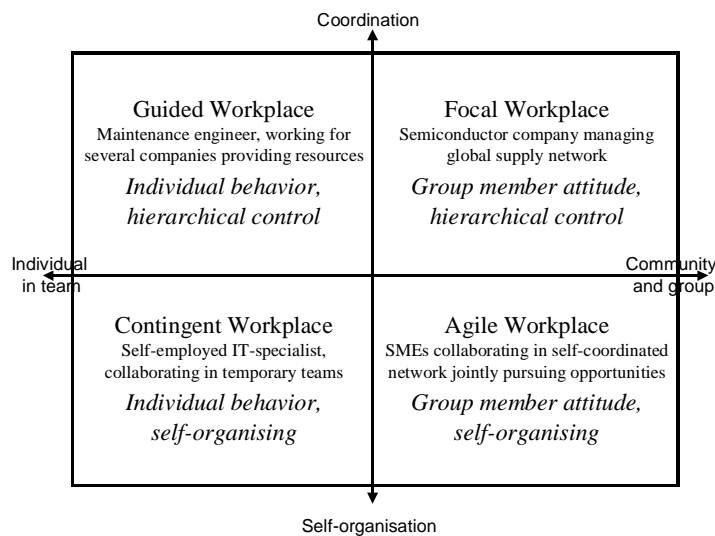 Coordination
Guided Workplace
Maintenance engineer, working for
several companies providing resources
Individual behavior,
hierarchical control
Focal Workplace
Semiconductor company managing
global supply network
Group member attitude,
hierarchical control
Individual
in team
Community
and group
Contingent Workplace
Self-employed IT-specialist,
collaborating in temporary teams
Individual behavior,
self-organising
Agile Workplace
SMEs collaborating in self-coordinated
network jointly pursuing opportunities
Group member attitude,
self-organising
Self-organisation